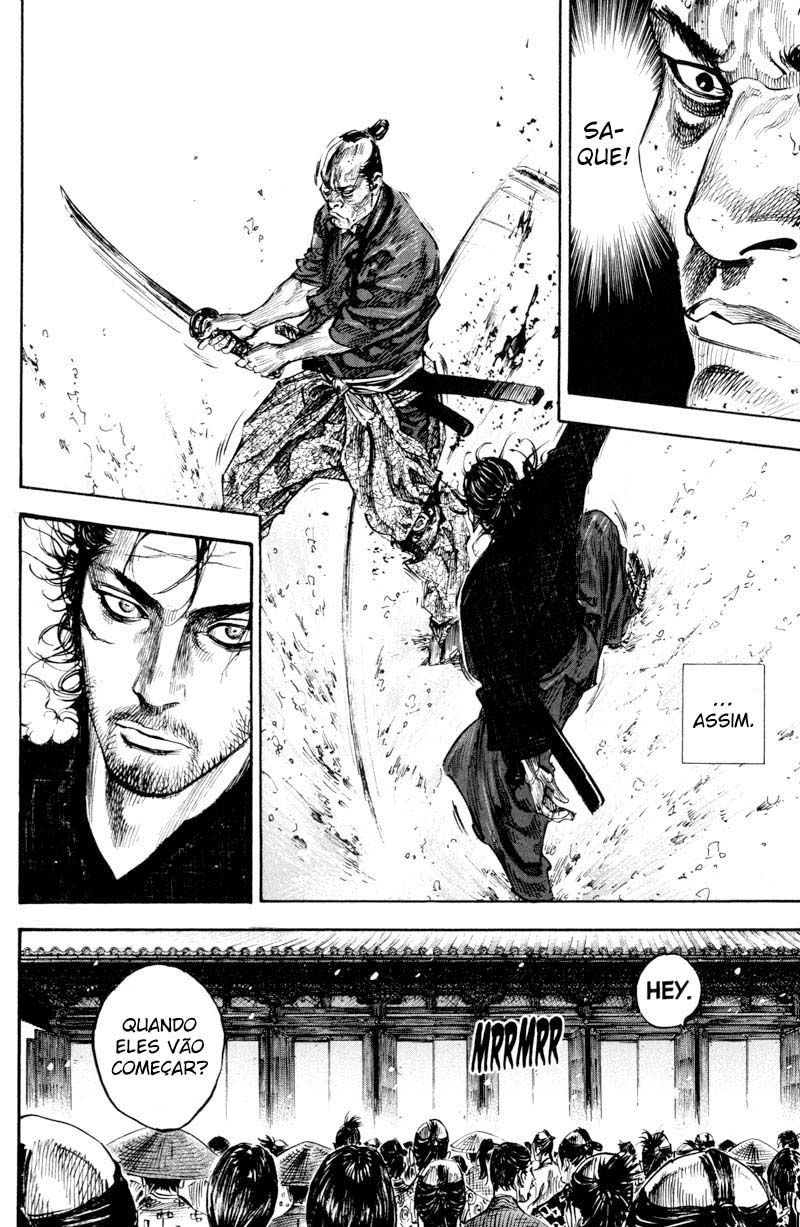 SA-
QUE!
...
ASSIM.
HEY.
MRRMRR
QUANDO
ELES VÃO
COMEÇAR?